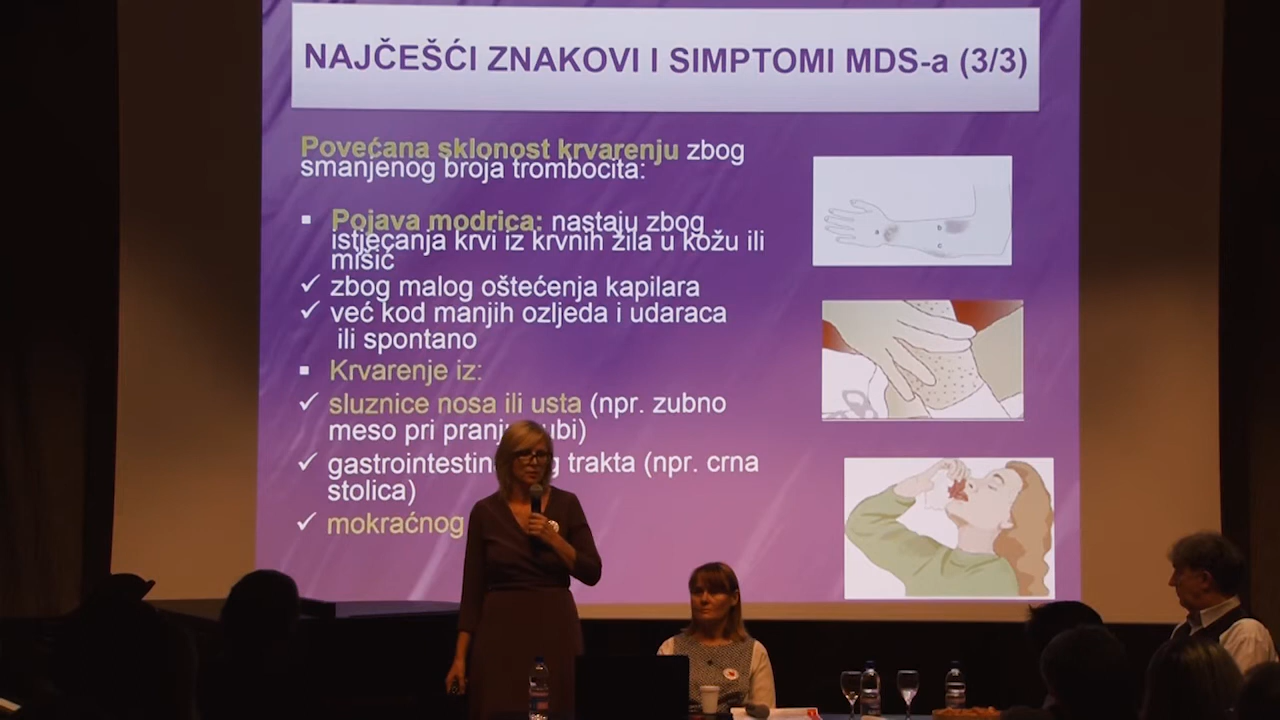 NAJČEŠĆI ZNAKOVI I SIMPTOMI MDS-a (3/3)
Povećana sklonost krvarenju zbog
smanjenog broja trombocita:
Pojava modrica: nastaju zbog
istjecanja krvi iz krvnih žila u kožu ili
mišić
zbog malog oštećenja kapilara
već kod manjih ozljeda i udaraca
ili spontano
Krvarenje iz:
sluznice nosa ili usta (npr. zubno
meso pri ubi)
trakta (npr. crna
stolica)
mokraćnog